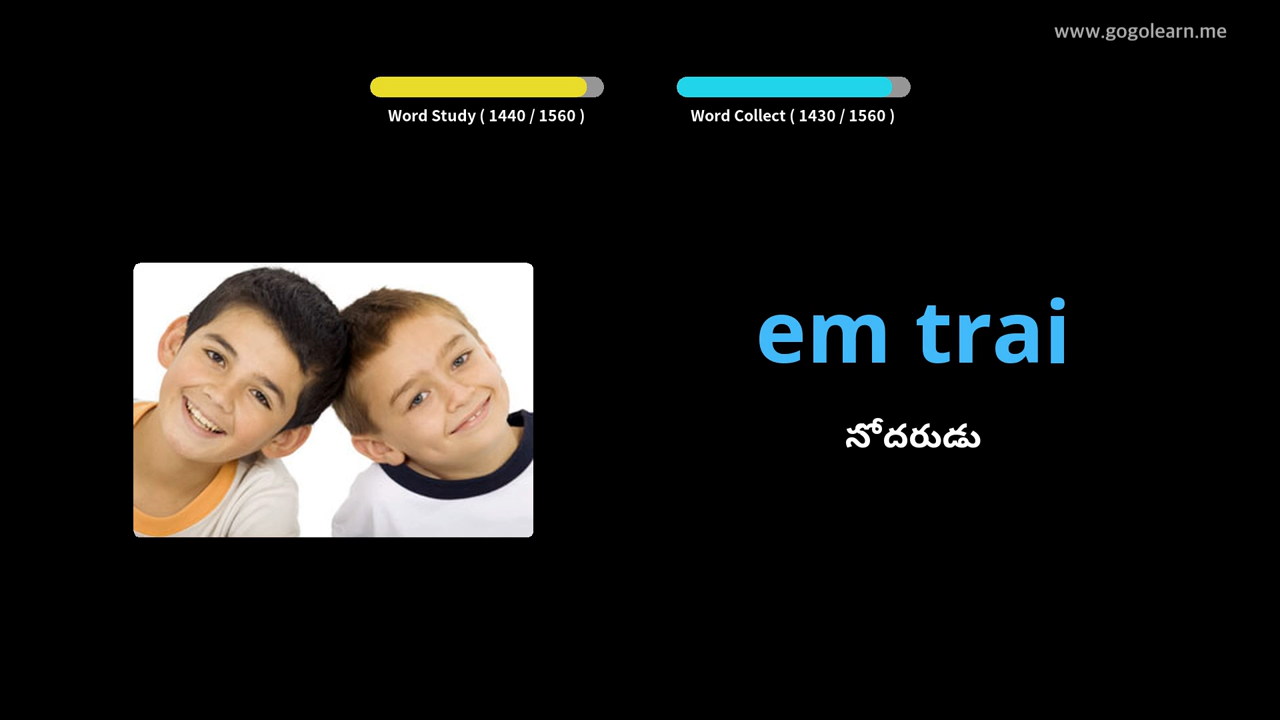 www.gogolearn.me
Word Study ( 1440 / 1560 )
Word Collect ( 1430 / 1560 )
em trai
నోదరుడు